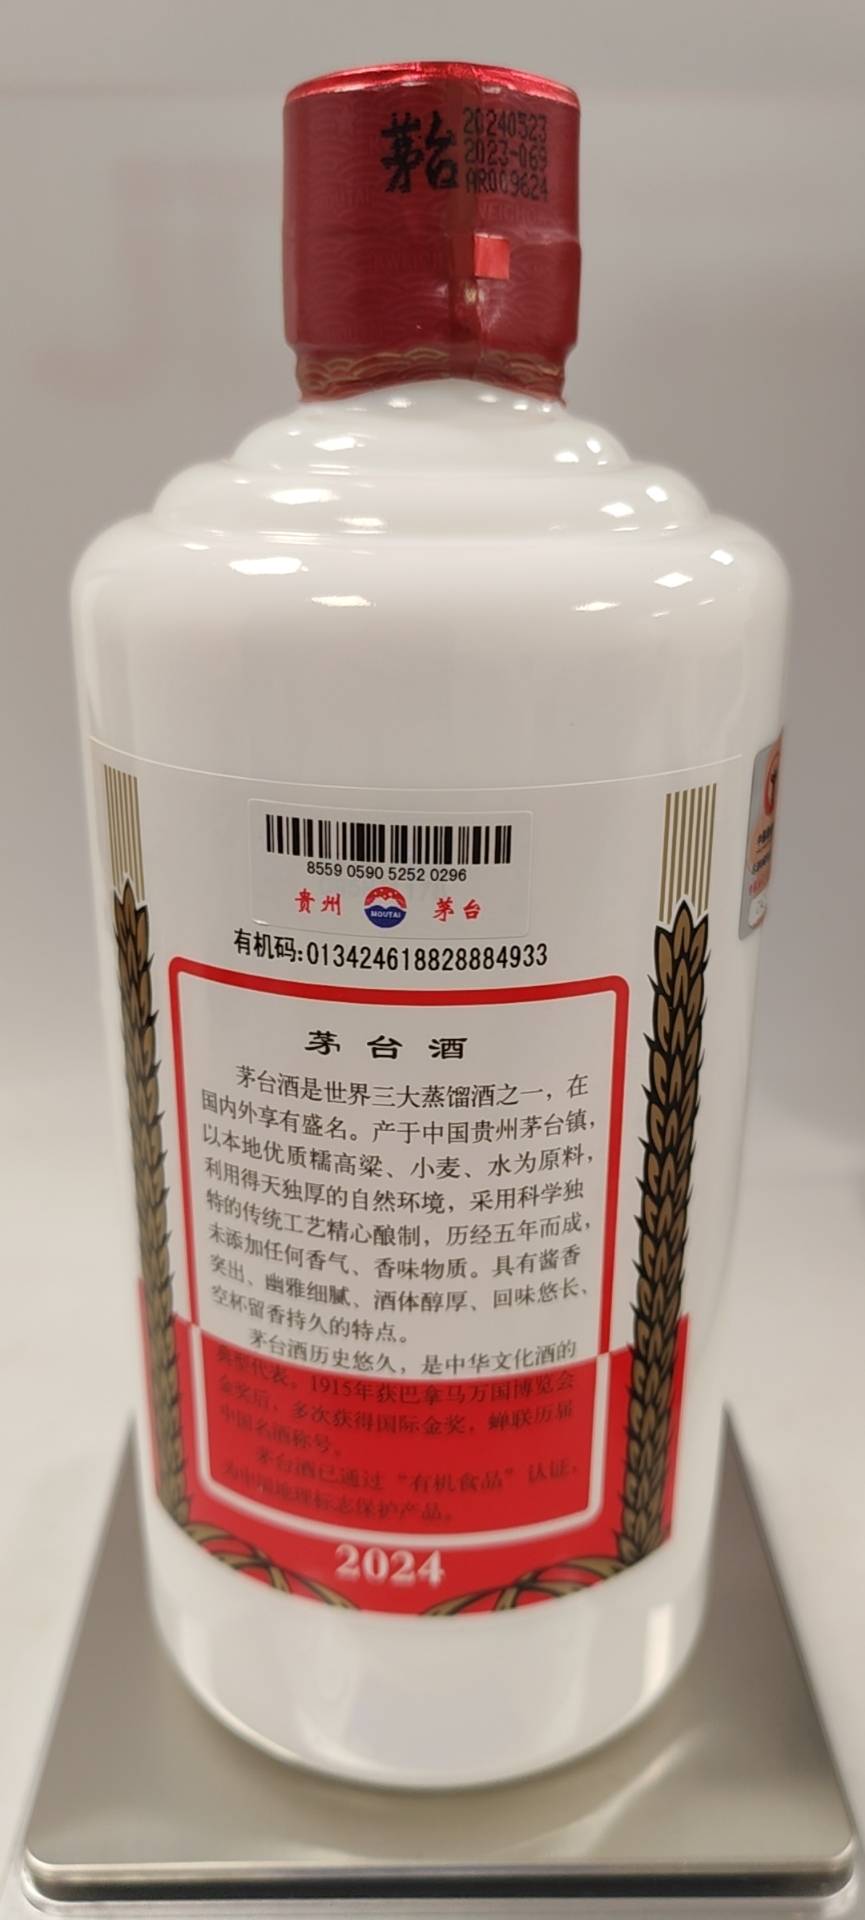 茅台
20240523
2023-069
AR009624
8559 0590 5252 0296
贵州 MOUTAI 茅台
有机码:013424618828884933
茅台酒
茅台酒是世界三大蒸馏酒之一，在
国内外享有盛名。产于中国贵州茅台镇，
以本地优质糯高粱、小麦、水为原料，
利用得天独厚的自然环境，采用科学独
特的传统工艺精心酿制，历经五年而成，
未添加任何香气、香味物质。具有酱香
突出、幽雅细腻、酒体醇厚、回味悠长、
空杯留香持久的特点。
茅台酒历史悠久，是中华文化酒的
典型代表。1915年获巴拿马万国博览会
金奖后，多次获得国际金奖，蝉联历届
中国名酒称号。
茅台酒已通过“有机食品”认证，
为中国地理标志保护产品。
2024